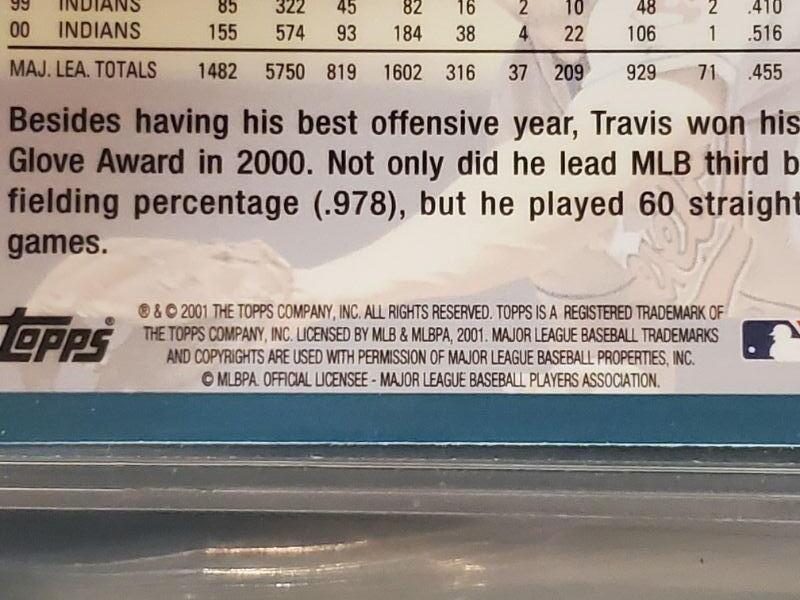 99 INDIANS 85 322 45 82 16 2 10 48 2 .410
00 INDIANS 155 574 93 184 38 4 22 106 1 .516
MAJ. LEA. TOTALS 1482 5750 819 1602 316 37 209 929 71 .455
Besides having his best offensive year, Travis won his
Glove Award in 2000. Not only did he lead MLB third b
fielding percentage (.978), but he played 60 straight
games.
topps®
® & © 2001 THE TOPPS COMPANY, INC. ALL RIGHTS RESERVED. TOPPS IS A REGISTERED TRADEMARK OF
THE TOPPS COMPANY, INC. LICENSED BY MLB & MLBPA, 2001. MAJOR LEAGUE BASEBALL TRADEMARKS
AND COPYRIGHTS ARE USED WITH PERMISSION OF MAJOR LEAGUE BASEBALL PROPERTIES, INC.
© MLBPA. OFFICIAL LICENSEE - MAJOR LEAGUE BASEBALL PLAYERS ASSOCIATION.